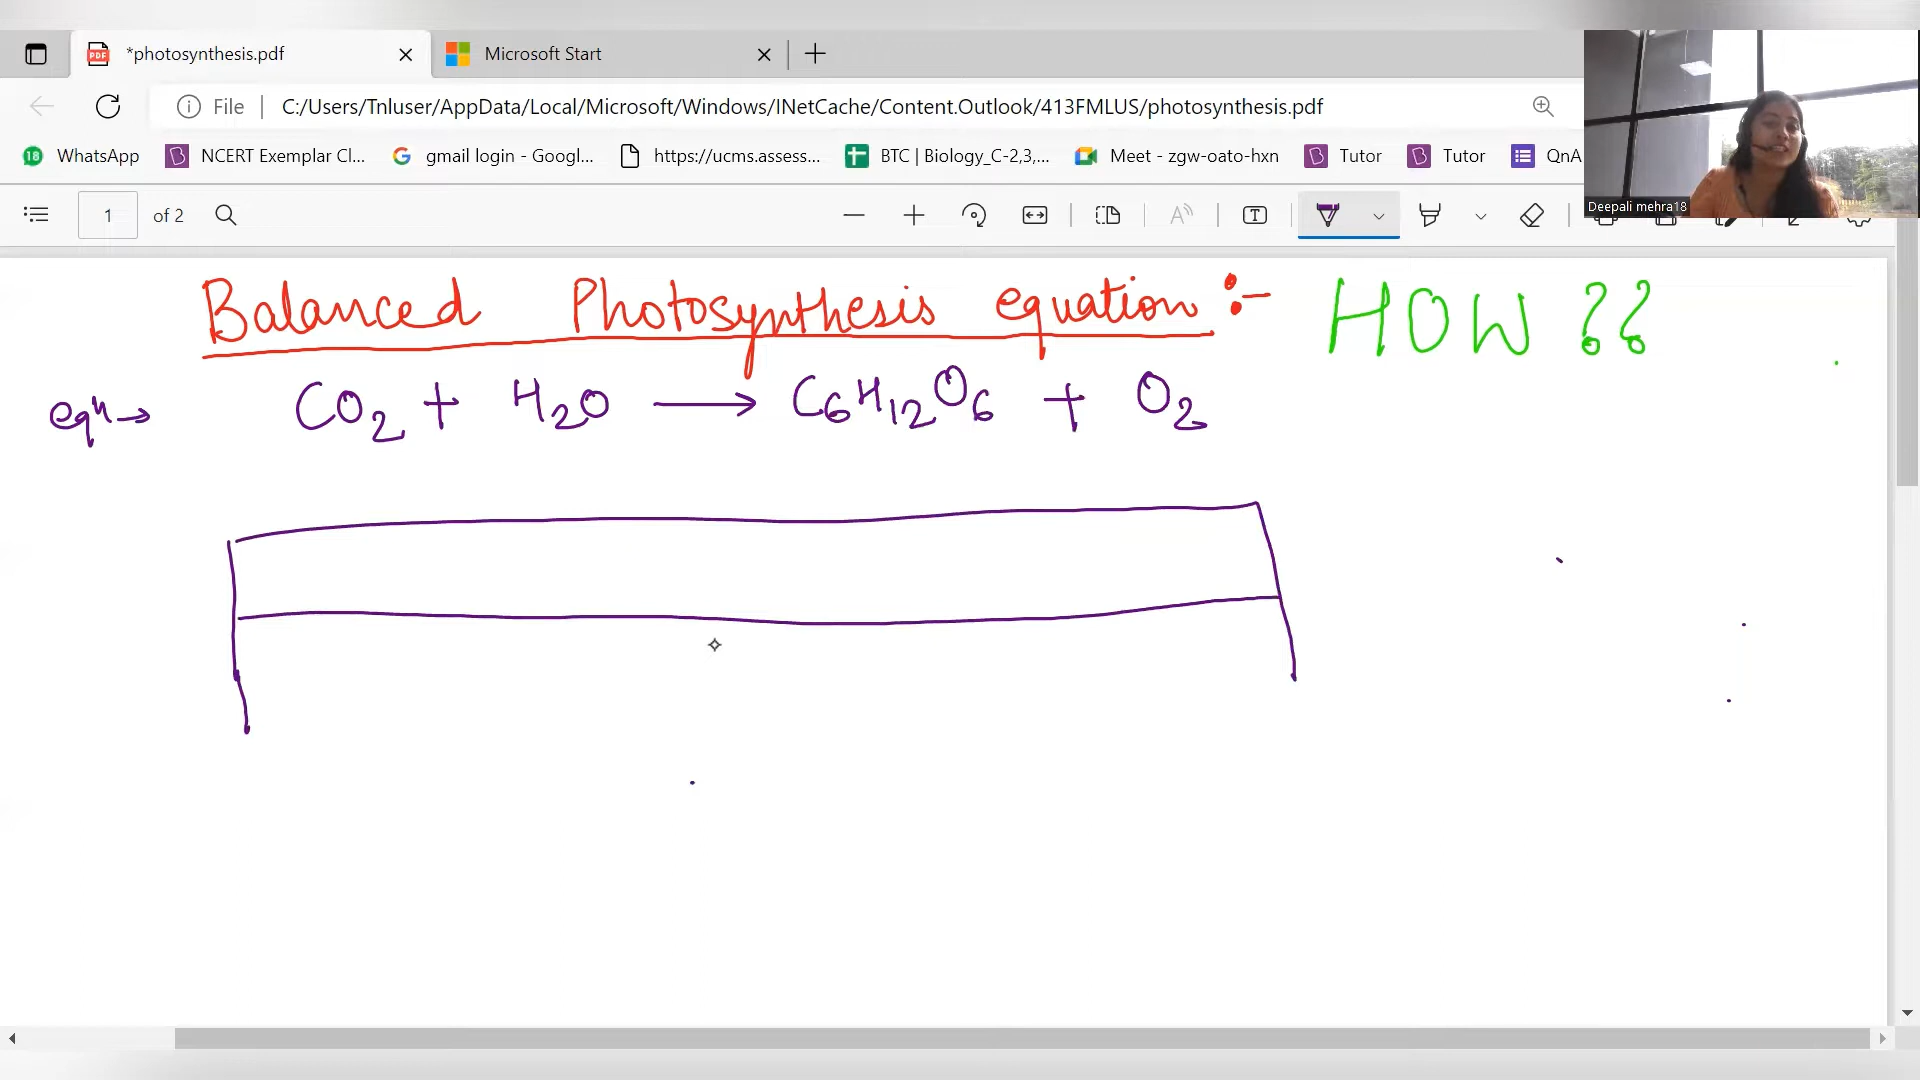 *photosynthesis.pdf
Microsoft Start
File C:/Users/Tnluser/AppData/Local/Microsoft/Windows/INetCache/Content.Outlook/413FMLUS/photosynthesis.pdf
18 WhatsApp NCERT Exemplar Cl... gmail login - Googl... https://ucms.assess... BTC | Biology_C-2,3,... Meet - zgw-oato-hxn Tutor Tutor QnA
Deepali mehra18
1 of 2
Balanced Photosynthesis equation :- HOW ??
eqn → CO2 + H2O → C6H12O6 + O2